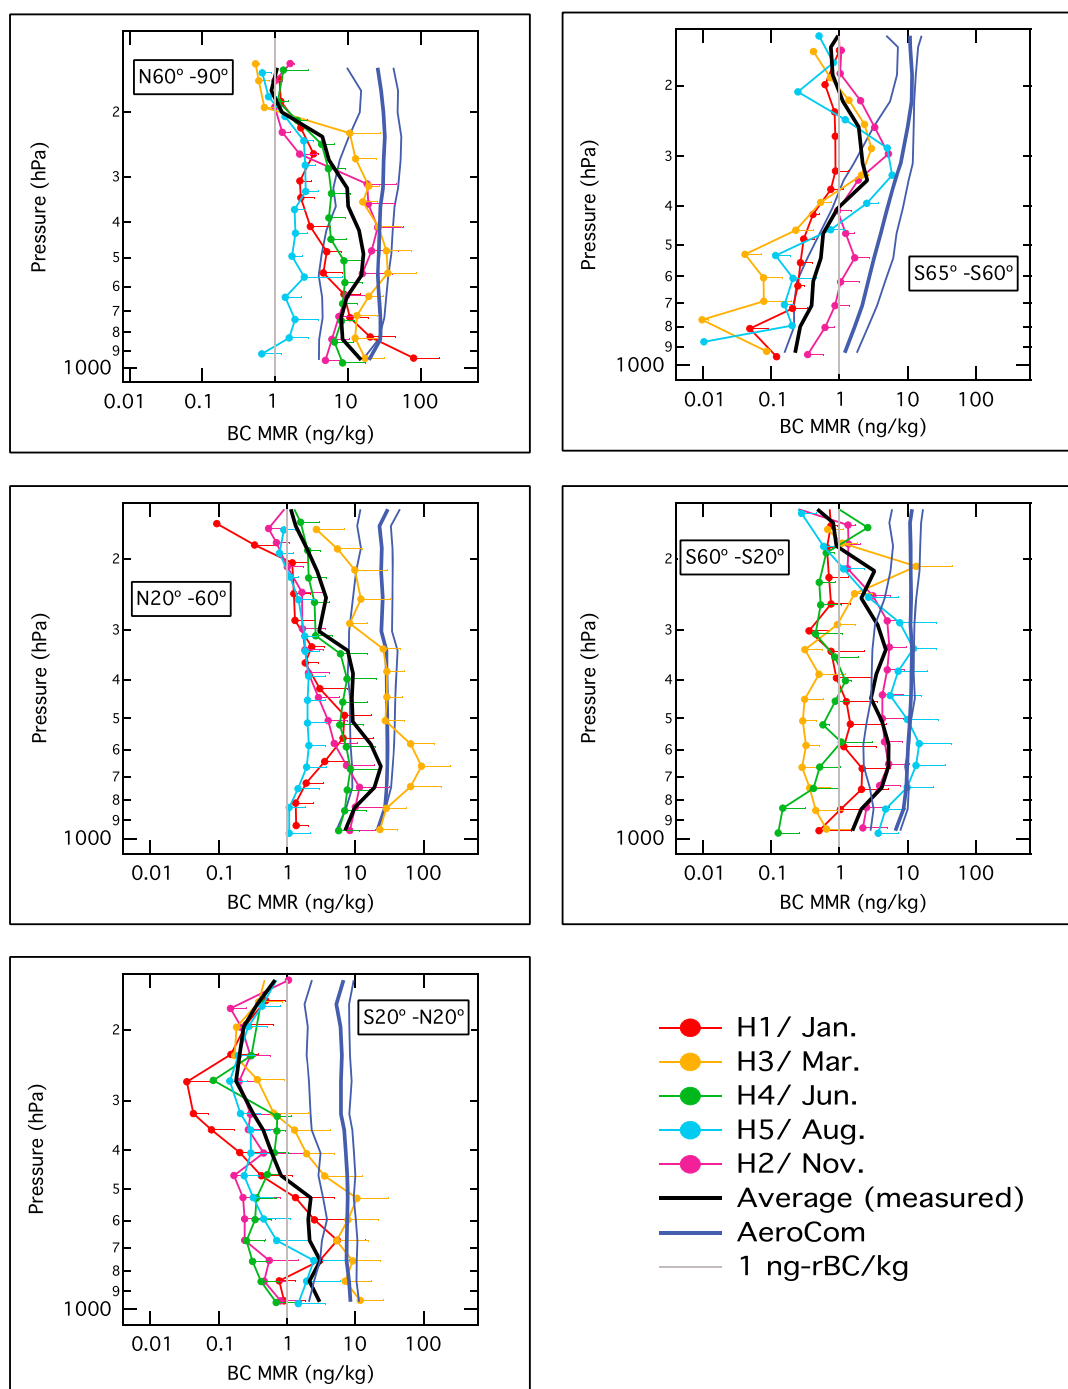 N60° -90°
Pressure (hPa)
2
3
4
5
6
7
8
9
1000
0.01 0.1 1 10 100
BC MMR (ng/kg)
S65° -S60°
Pressure (hPa)
2
3
4
5
6
7
8
9
1000
0.01 0.1 1 10 100
BC MMR (ng/kg)
N20° -60°
Pressure (hPa)
2
3
4
5
6
7
8
9
1000
0.01 0.1 1 10 100
BC MMR (ng/kg)
S60° -S20°
Pressure (hPa)
2
3
4
5
6
7
8
9
1000
0.01 0.1 1 10 100
BC MMR (ng/kg)
S20° -N20°
Pressure (hPa)
2
3
4
5
6
7
8
9
1000
0.01 0.1 1 10 100
BC MMR (ng/kg)
H1/ Jan.
H3/ Mar.
H4/ Jun.
H5/ Aug.
H2/ Nov.
Average (measured)
AeroCom
1 ng-rBC/kg